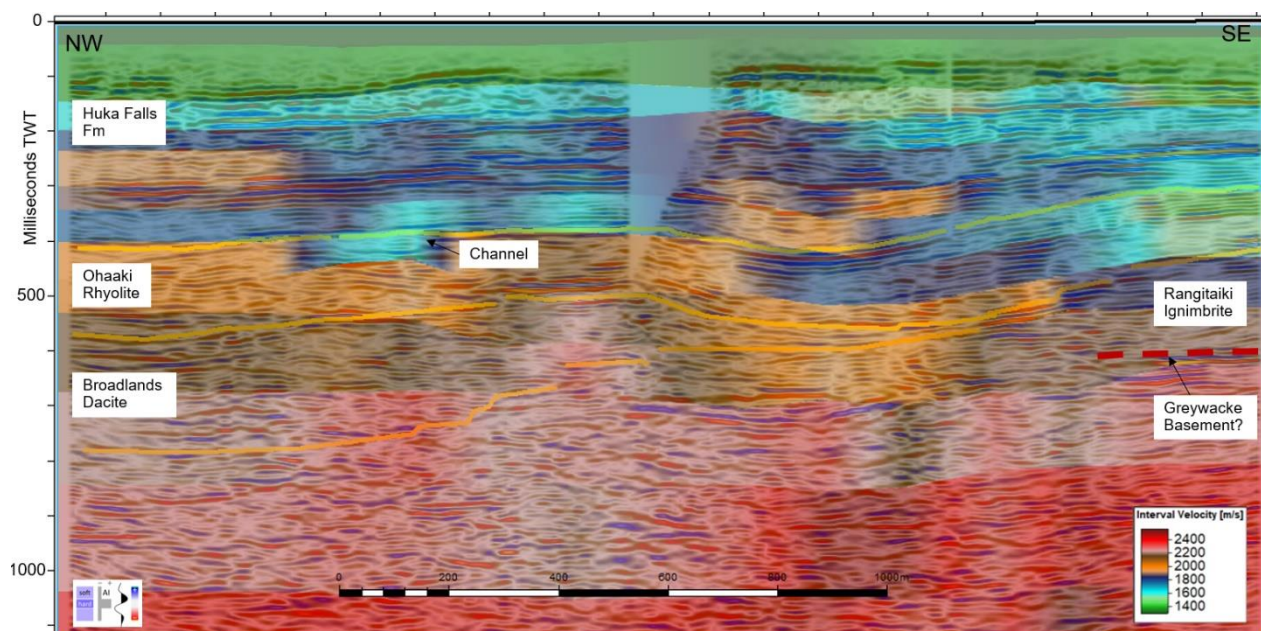 0
NW
SE
Huka Falls
Fm
Milliseconds TWT
Channel
Ohaaki
Rhyolite
500
Rangitaiki
Ignimbrite
Broadlands
Dacite
Greywacke
Basement?
Interval Velocity [m/s]
2400
2200
2000
1800
1600
1400
1000
0 200 400 600 800 1000m
soft
hard
AI
- +